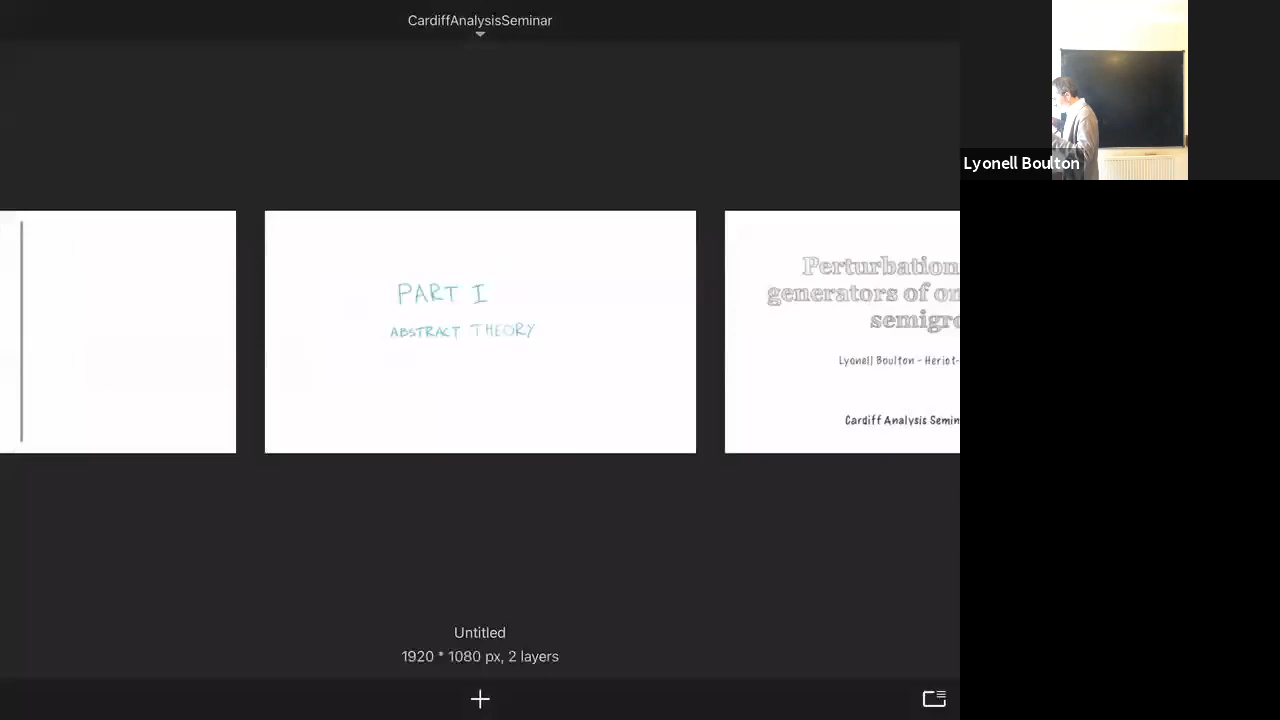 CardiffAnalysisSeminar
Lyonell Boulton
PART I
ABSTRACT THEORY
Perturbation
generators of on
semigro
Lyonell Boulton - Heriot-
Cardiff Analysis Semin
Untitled
1920 * 1080 px, 2 layers